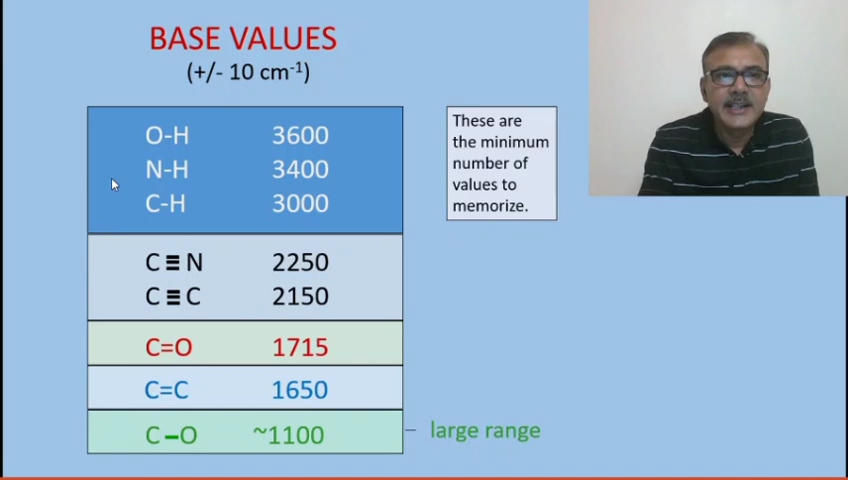 BASE VALUES
(+/- 10 cm⁻¹)
O-H 3600
N-H 3400
C-H 3000
C≡N 2250
C≡C 2150
C=O 1715
C=C 1650
C–O ~1100
– large range
These are
the minimum
number of
values to
memorize.